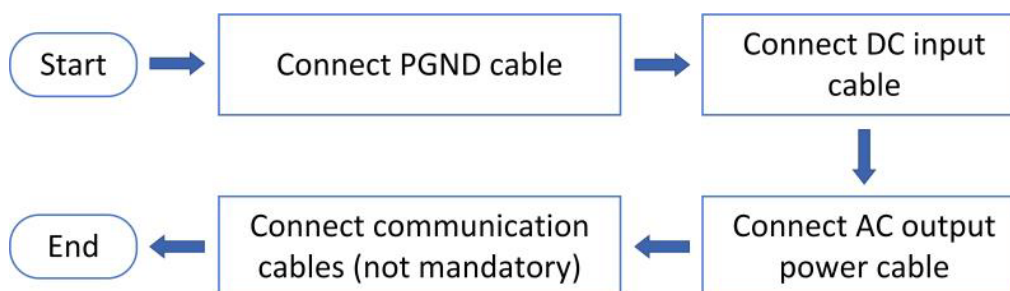 Start
Connect PGND cable
Connect DC input
cable
Connect AC output
power cable
Connect communication
cables (not mandatory)
End